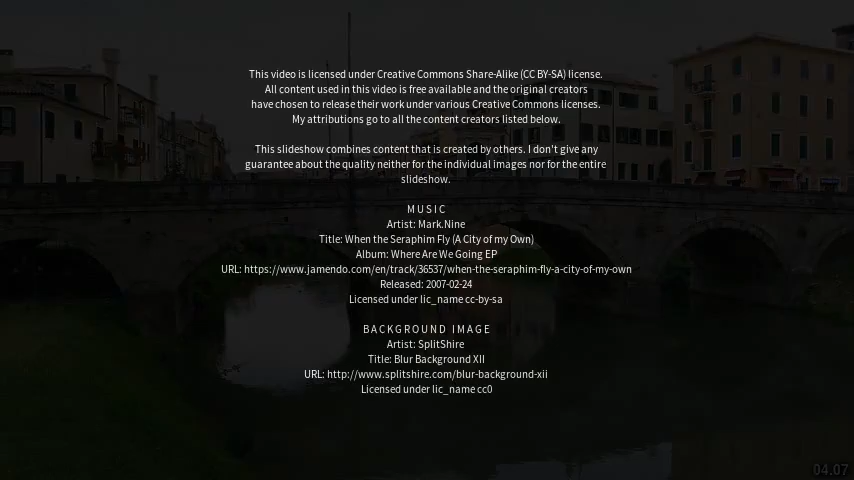 This video is licensed under Creative Commons Share-Alike (CC BY-SA) license.
All content used in this video is free available and the original creators
have chosen to release their work under various Creative Commons licenses.
My attributions go to all the content creators listed below.
This slideshow combines content that is created by others. I don't give any
guarantee about the quality neither for the individual images nor for the entire
slideshow.
MUSIC
Artist: Mark.Nine
Title: When the Seraphim Fly (A City of my Own)
Album: Where Are We Going EP
URL: https://www.jamendo.com/en/track/36537/when-the-seraphim-fly-a-city-of-my-own
Released: 2007-02-24
Licensed under lic_name cc-by-sa
BACKGROUND IMAGE
Artist: SplitShire
Title: Blur Background XII
URL: http://www.splitshire.com/blur-background-xii
Licensed under lic_name cc0
04.07